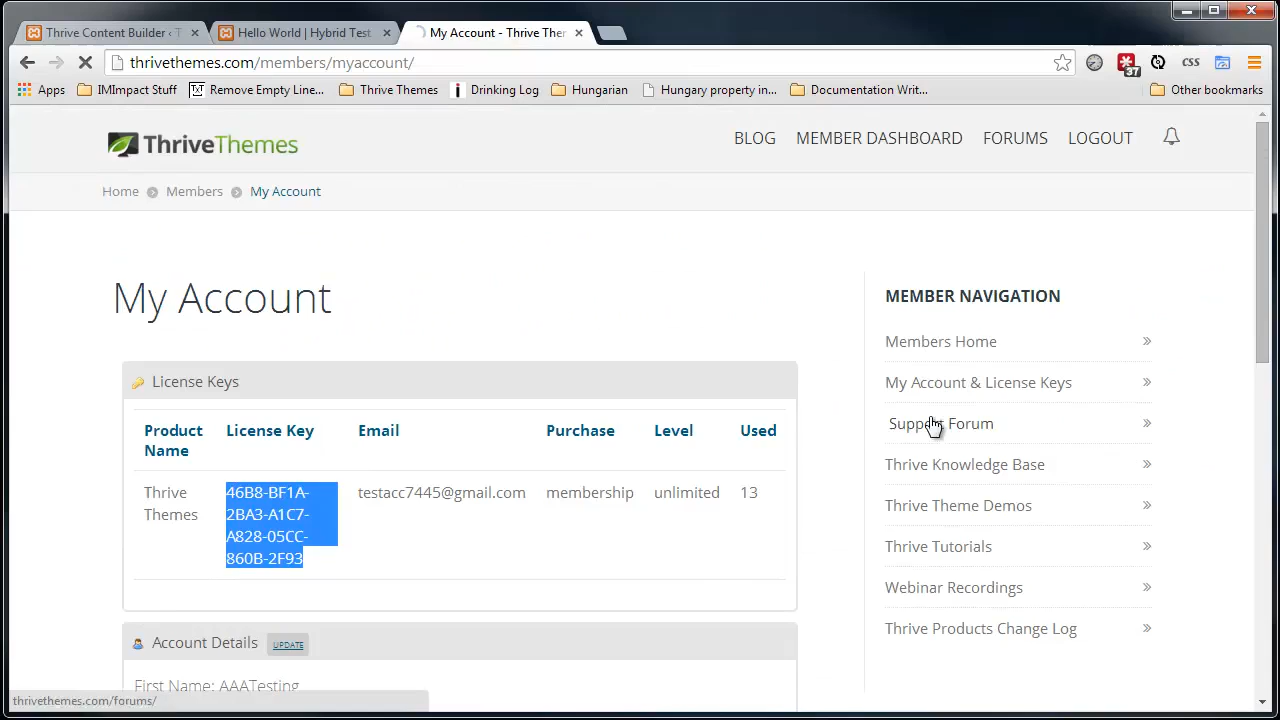 Thrive Content Builder ‹ T
Hello World | Hybrid Test
My Account - Thrive Ther
thrivethemes.com/members/myaccount/
37
CSS
Apps
IMImpact Stuff
Remove Empty Line...
Thrive Themes
Drinking Log
Hungarian
Hungary property in...
Documentation Writ...
Other bookmarks
ThriveThemes
BLOG
MEMBER DASHBOARD
FORUMS
LOGOUT
Home
Members
My Account
My Account
License Keys
Product Name
License Key
Email
Purchase
Level
Used
Thrive Themes
46B8-BF1A-
2BA3-A1C7-
A828-05CC-
860B-2F93
testacc7445@gmail.com
membership
unlimited
13
Account Details
UPDATE
First Name: AAATesting
MEMBER NAVIGATION
Members Home
My Account & License Keys
Support Forum
Thrive Knowledge Base
Thrive Theme Demos
Thrive Tutorials
Webinar Recordings
Thrive Products Change Log
thrivethemes.com/forums/